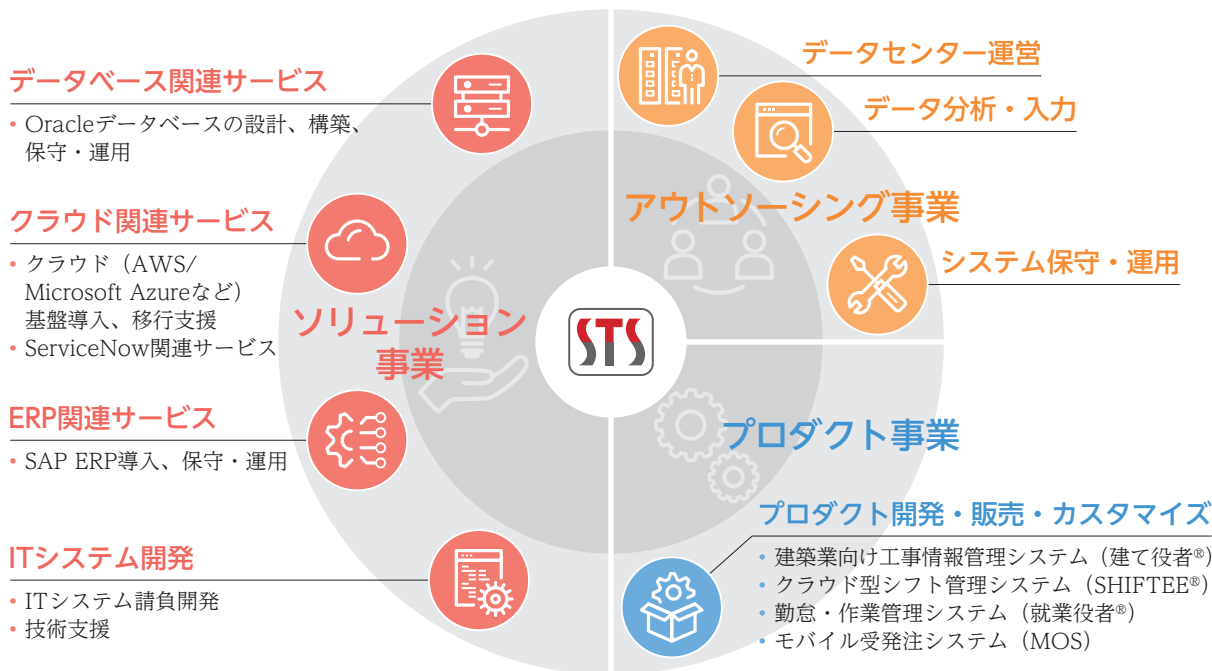 データベース関連サービス
• Oracleデータベースの設計、構築、
保守・運用
クラウド関連サービス
• クラウド（AWS/
Microsoft Azureなど）
基盤導入、移行支援
• ServiceNow関連サービス
ERP関連サービス
• SAP ERP導入、保守・運用
ITシステム開発
• ITシステム請負開発
• 技術支援
ソリューション
事業
STS
データセンター運営
データ分析・入力
アウトソーシング事業
システム保守・運用
プロダクト事業
プロダクト開発・販売・カスタマイズ
• 建築業向け工事情報管理システム（建て役者®）
• クラウド型シフト管理システム（SHIFTEE®）
• 勤怠・作業管理システム（就業役者®）
• モバイル受発注システム（MOS）